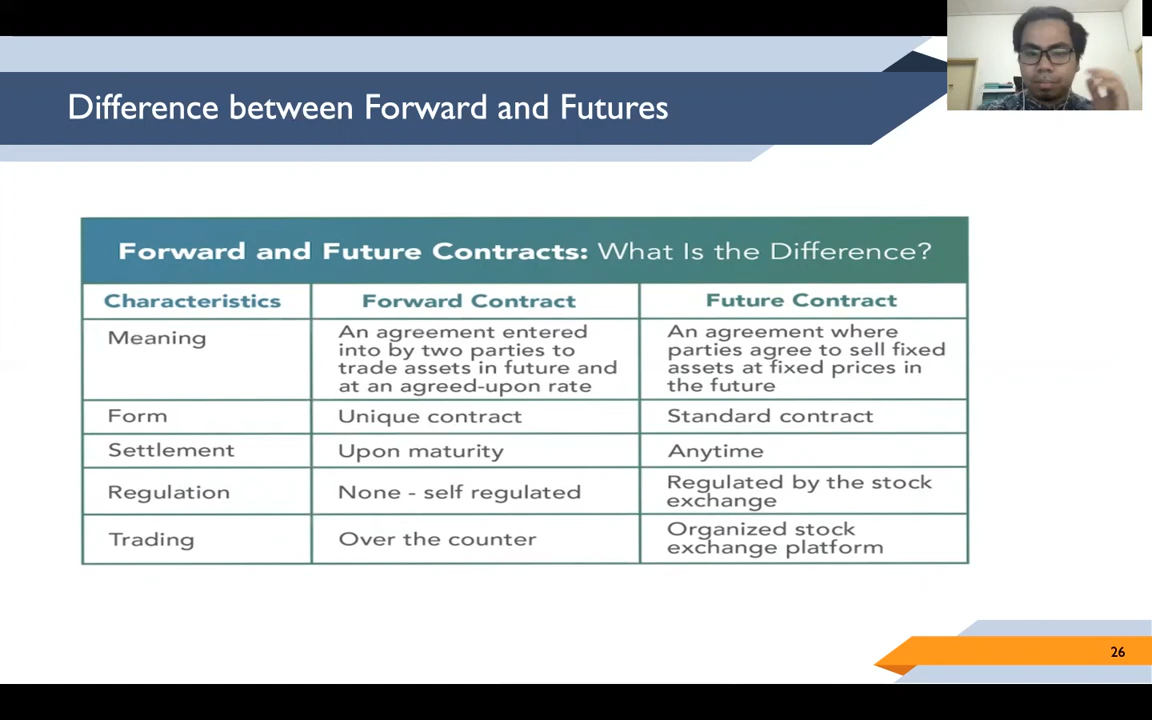 Difference between Forward and Futures
Forward and Future Contracts: What Is the Difference?
Characteristics
Forward Contract
Future Contract
Meaning
An agreement entered
into by two parties to
trade assets in future and
at an agreed-upon rate
An agreement where
parties agree to sell fixed
assets at fixed prices in
the future
Form
Unique contract
Standard contract
Settlement
Upon maturity
Anytime
Regulation
None - self regulated
Regulated by the stock
exchange
Trading
Over the counter
Organized stock
exchange platform
26